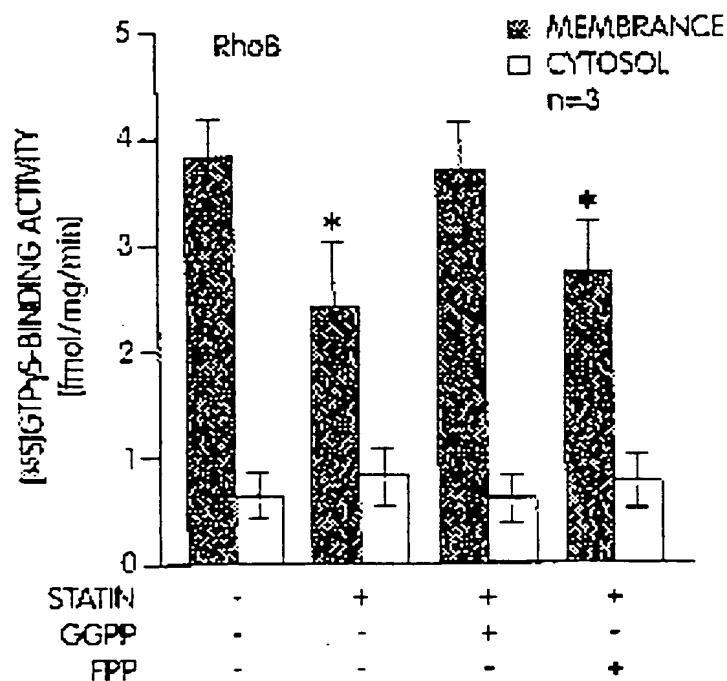 RhoB
MEMBRANCE
CYTOSOL
n=3
[35S]GTPγS-BINDING ACTIVITY
[fmol/mg/min]
5
4
3
2
1
0
*
*
STATIN - + + +
GGPP - - + -
FPP - - - +